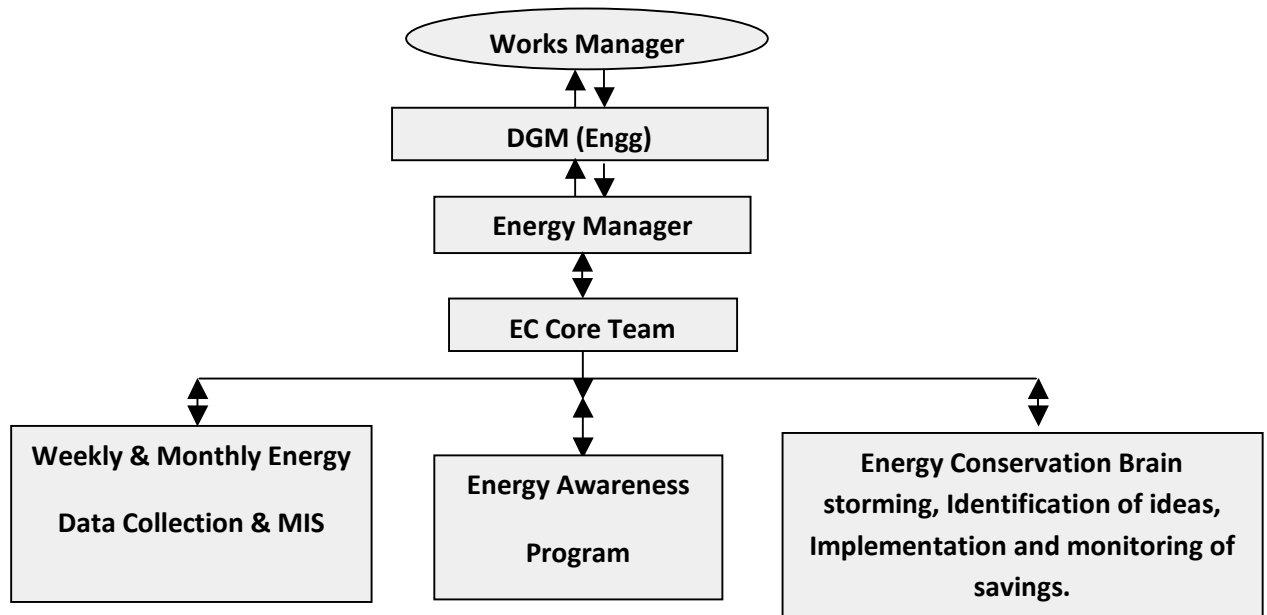 Works Manager
DGM (Engg)
Energy Manager
EC Core Team
Weekly & Monthly Energy
Data Collection & MIS
Energy Awareness
Program
Energy Conservation Brain
storming, Identification of ideas,
Implementation and monitoring of
savings.